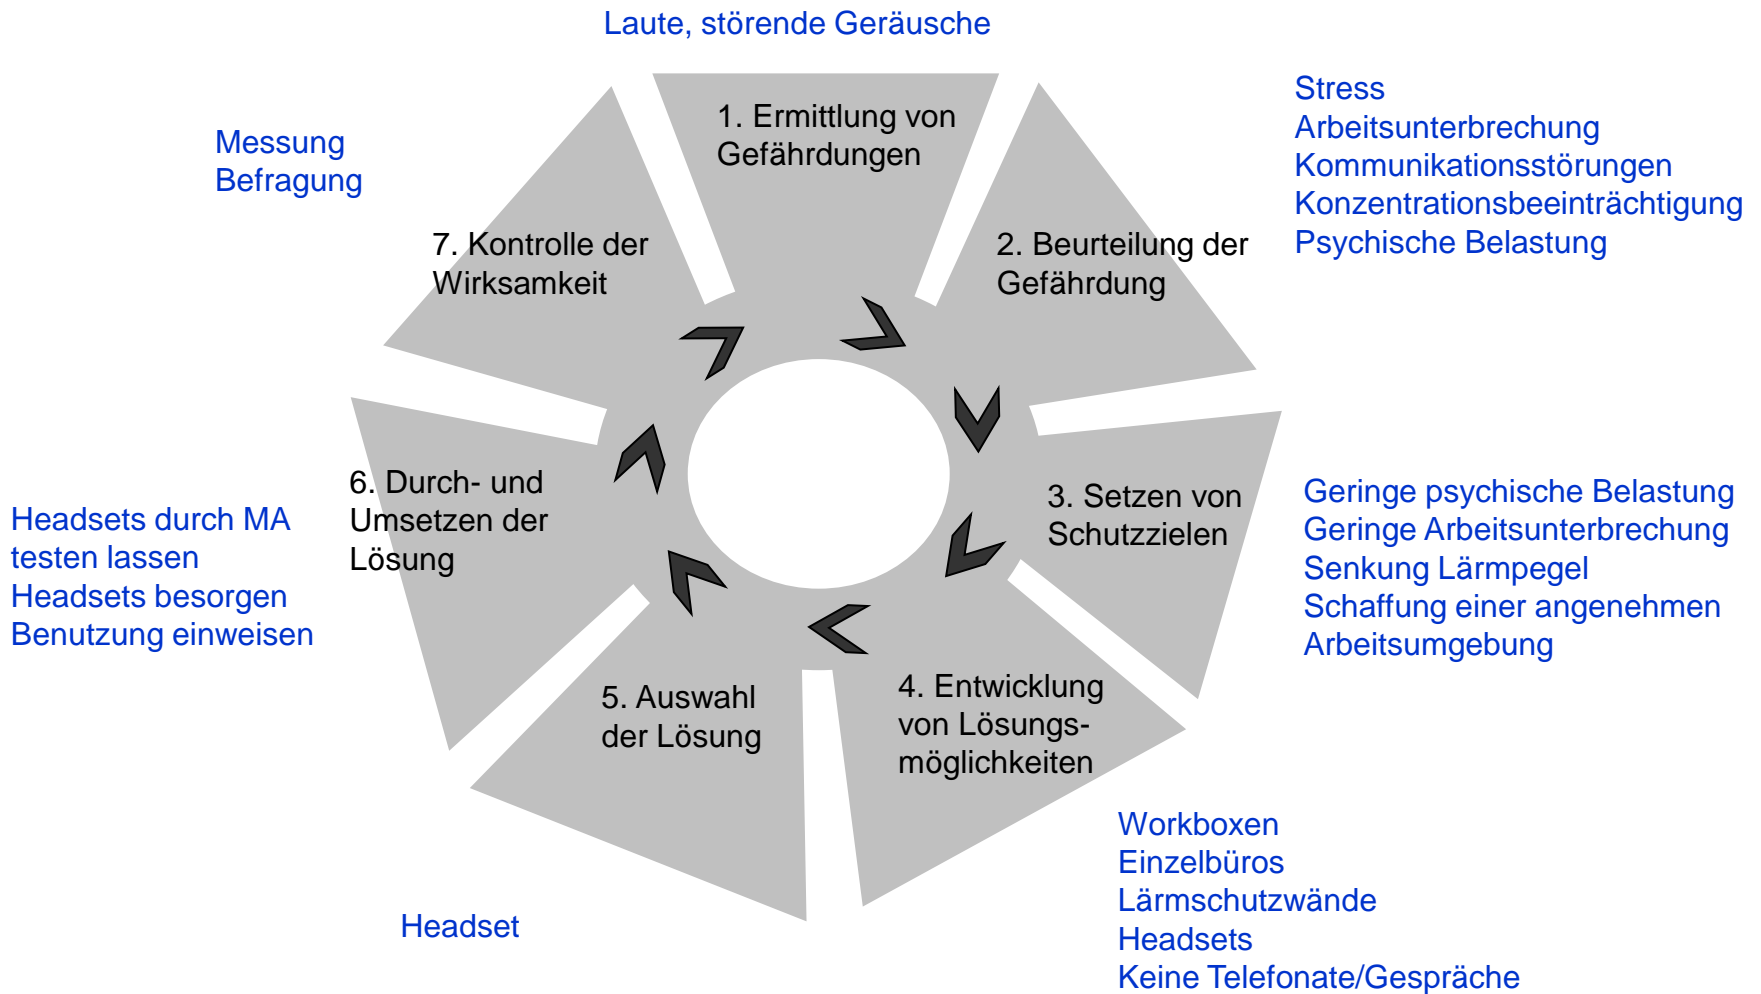 Laute, störende Geräusche
1. Ermittlung von
Gefährdungen
Stress
Arbeitsunterbrechung
Kommunikationsstörungen
Konzentrationsbeeinträchtigung
Psychische Belastung
2. Beurteilung der
Gefährdung
3. Setzen von
Schutzzielen
Geringe psychische Belastung
Geringe Arbeitsunterbrechung
Senkung Lärmpegel
Schaffung einer angenehmen
Arbeitsumgebung
4. Entwicklung
von Lösungs-
möglichkeiten
Workboxen
Einzelbüros
Lärmschutzwände
Headsets
Keine Telefonate/Gespräche
5. Auswahl
der Lösung
Headset
6. Durch- und
Umsetzen der
Lösung
Headsets durch MA
testen lassen
Headsets besorgen
Benutzung einweisen
7. Kontrolle der
Wirksamkeit
Messung
Befragung